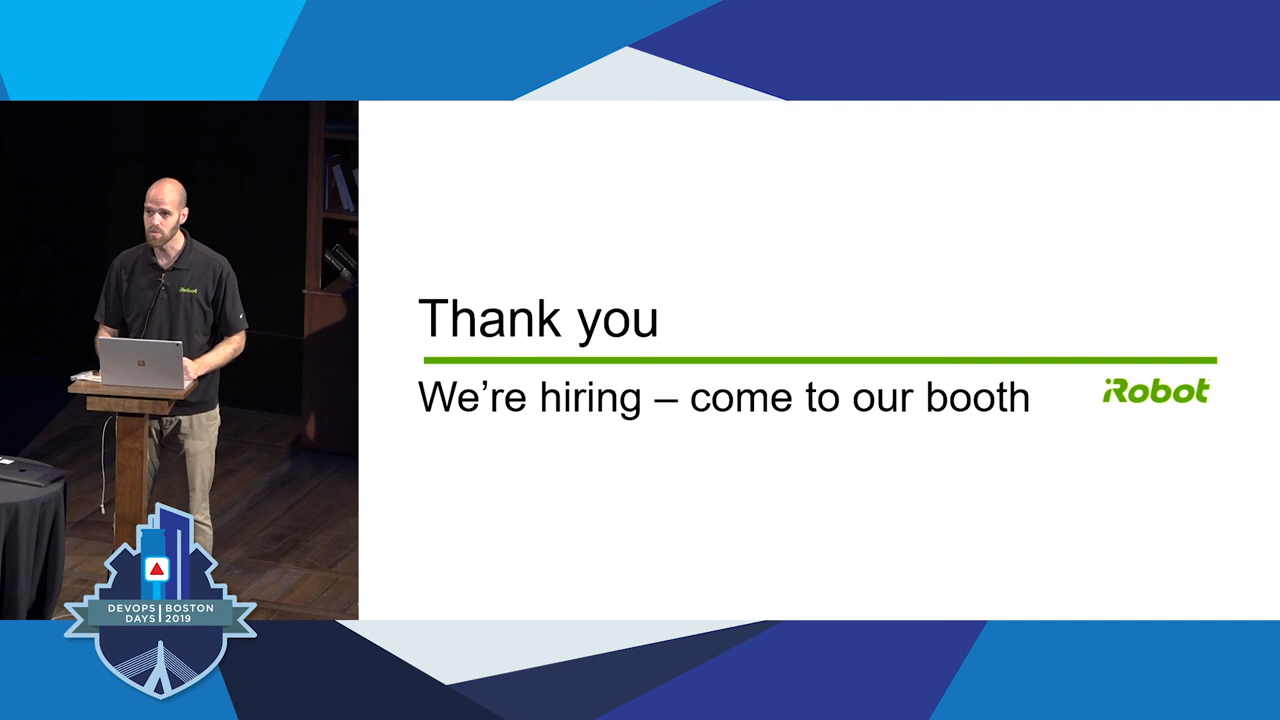 Thank you
We’re hiring – come to our booth
iRobot
iRobot
DEVOPS BOSTON
DAYS 2019